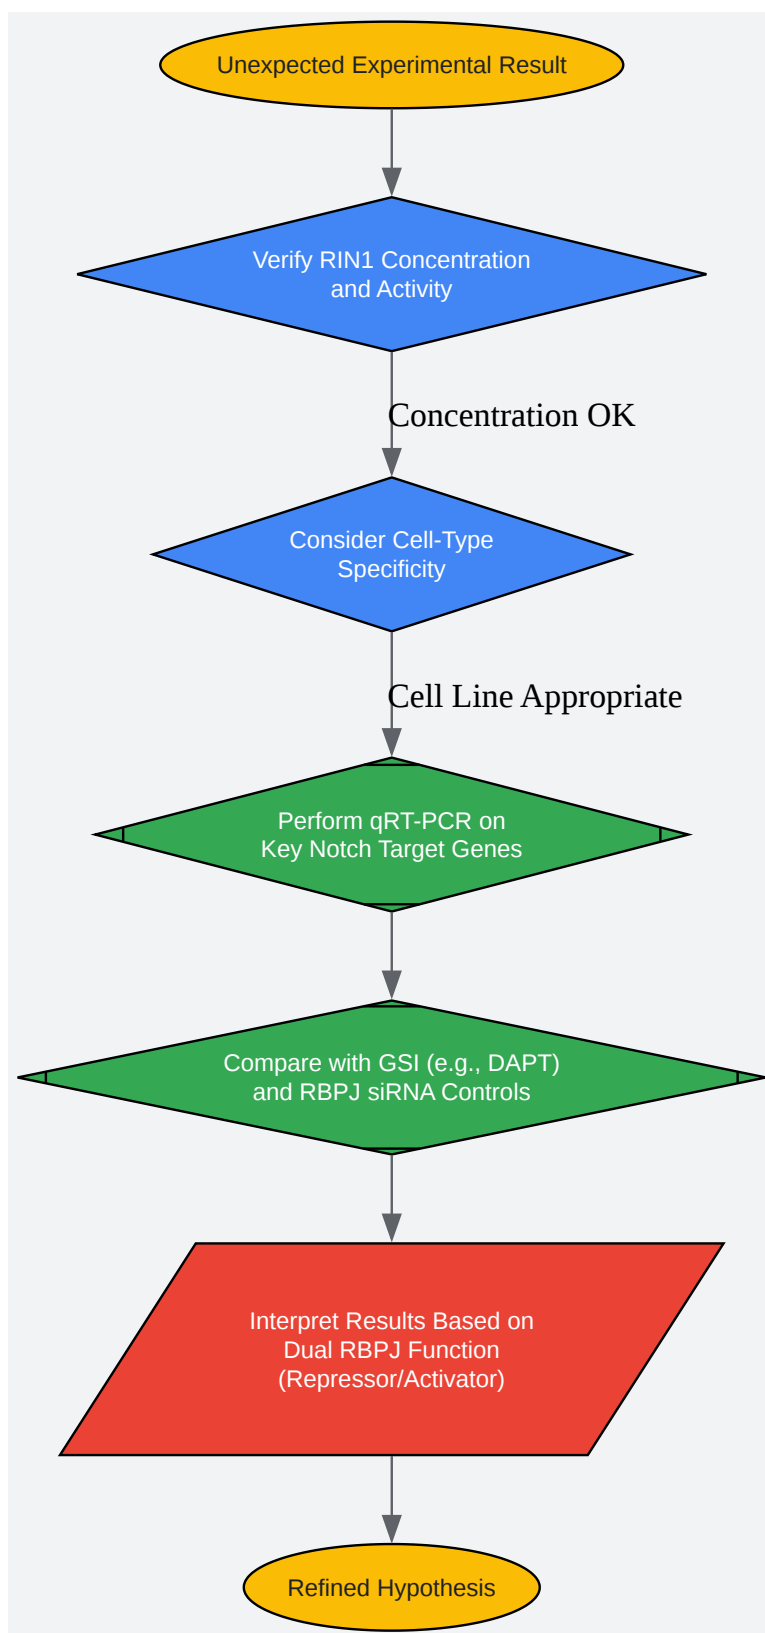 Unexpected Experimental Result
Verify RIN1 Concentration
and Activity
Concentration OK
Consider Cell-Type
Specificity
Cell Line Appropriate
Perform qRT-PCR on
Key Notch Target Genes
Compare with GSI (e.g., DAPT)
and RBPJ siRNA Controls
Interpret Results Based on
Dual RBPJ Function
(Repressor/Activator)
Refined Hypothesis